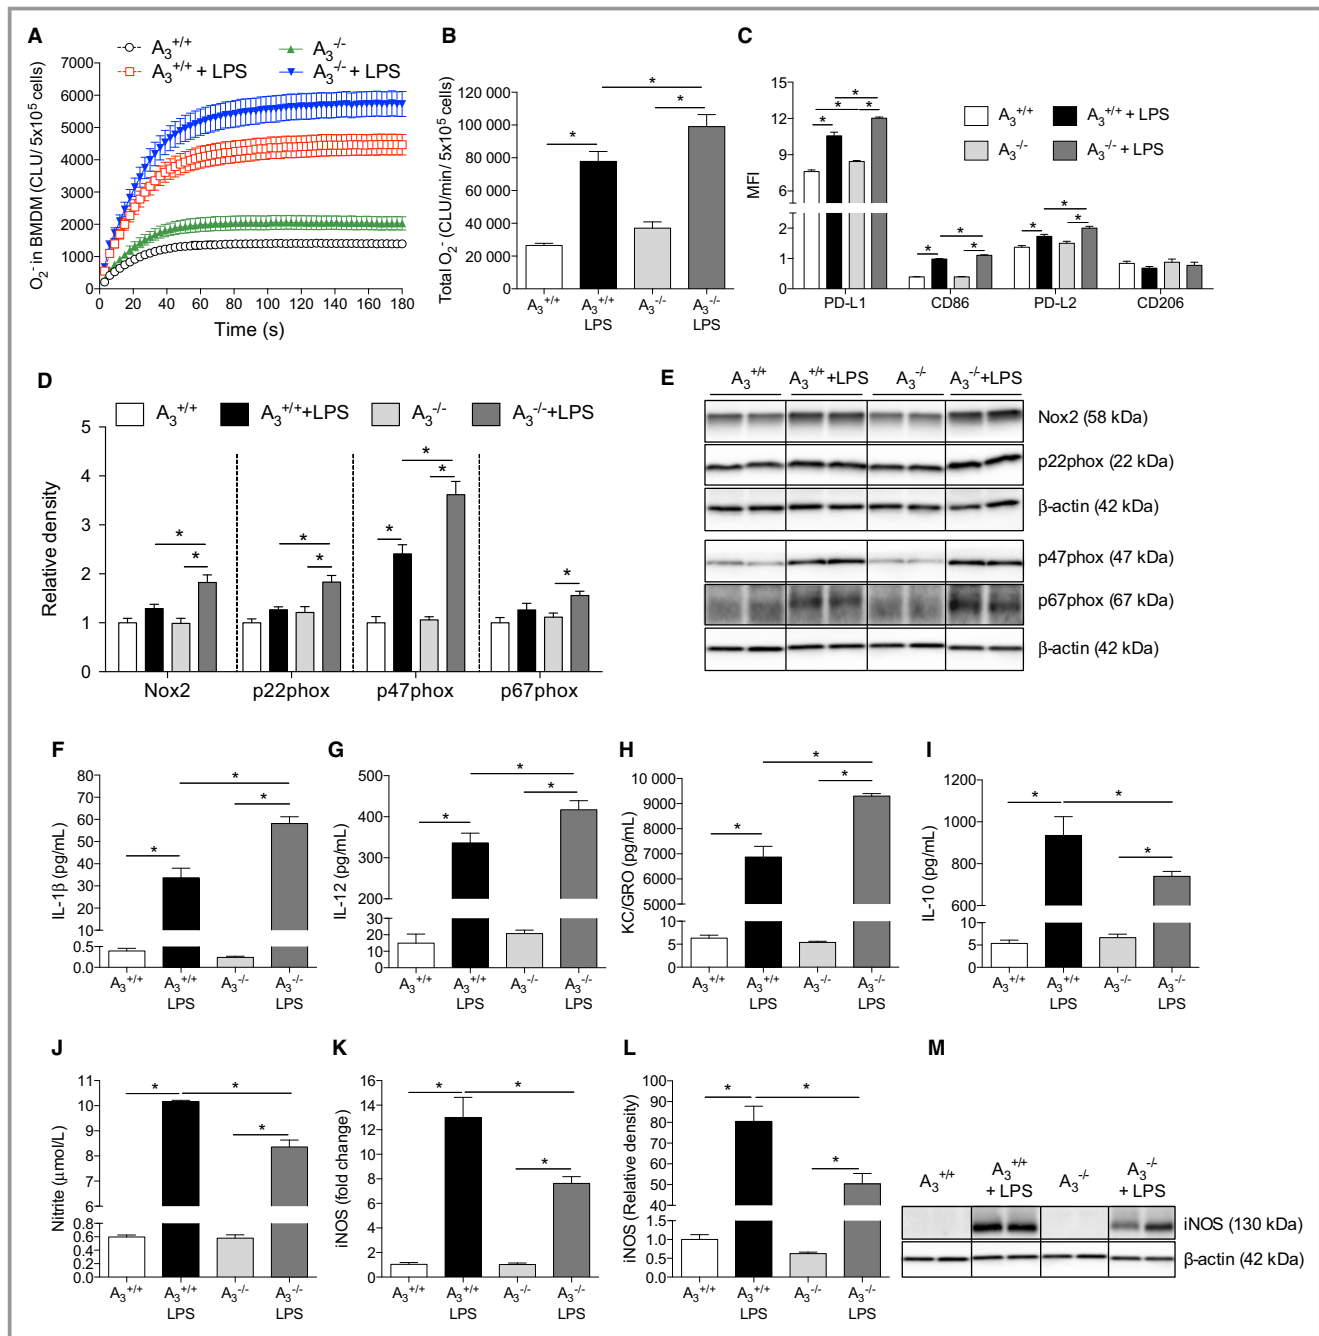 A
A₃⁺/⁺
A₃⁻/⁻
A₃⁺/⁺ + LPS
A₃⁻/⁻ + LPS
O₂⁻ in BMDM (CLU/ 5x10⁵ cells)
7000
6000
5000
4000
3000
2000
1000
0
0 20 40 60 80 100 120 140 160 180
Time (s)
B
Total O₂⁻ (CLU/min/ 5x10⁵ cells)
120 000
100 000
80 000
60 000
40 000
20 000
0
* * *
A₃⁺/⁺ A₃⁺/⁺ LPS A₃⁻/⁻ A₃⁻/⁻ LPS
C
A₃⁺/⁺
A₃⁺/⁺ + LPS
A₃⁻/⁻
A₃⁻/⁻ + LPS
MFI
15
12
9
6
2
1
0
* * * *
* * *
* * *
PD-L1 CD86 PD-L2 CD206
D
A₃⁺/⁺ A₃⁺/⁺+LPS A₃⁻/⁻ A₃⁻/⁻+LPS
Relative density
5
4
3
2
1
0
* *
* *
* * *
*
Nox2 p22phox p47phox p67phox
E
A₃⁺/⁺ A₃⁺/⁺+LPS A₃⁻/⁻ A₃⁻/⁻+LPS
Nox2 (58 kDa)
p22phox (22 kDa)
β-actin (42 kDa)
p47phox (47 kDa)
p67phox (67 kDa)
β-actin (42 kDa)
F
IL-1β (pg/mL)
80
70
60
50
40
30
20
10
0.5
0.0
* * *
A₃⁺/⁺ A₃⁺/⁺ LPS A₃⁻/⁻ A₃⁻/⁻ LPS
G
IL-12 (pg/mL)
500
400
300
200
30
20
10
0
* * *
A₃⁺/⁺ A₃⁺/⁺ LPS A₃⁻/⁻ A₃⁻/⁻ LPS
H
KC/GRO (pg/mL)
10 000
9000
8000
7000
6000
5000
10
5
0
* * *
A₃⁺/⁺ A₃⁺/⁺ LPS A₃⁻/⁻ A₃⁻/⁻ LPS
I
IL-10 (pg/mL)
1200
1000
800
600
10
5
0
* * *
A₃⁺/⁺ A₃⁺/⁺ LPS A₃⁻/⁻ A₃⁻/⁻ LPS
J
Nitrite (μmol/L)
11
10
9
8
7
6
0.8
0.6
0.4
0.2
0.0
* * *
A₃⁺/⁺ A₃⁺/⁺ LPS A₃⁻/⁻ A₃⁻/⁻ LPS
K
iNOS (fold change)
16
14
12
10
8
6
4
2
0
* * *
A₃⁺/⁺ A₃⁺/⁺ LPS A₃⁻/⁻ A₃⁻/⁻ LPS
L
iNOS (Relative density)
100
90
80
70
60
50
40
1.5
1.0
0.5
0.0
* * *
A₃⁺/⁺ A₃⁺/⁺ LPS A₃⁻/⁻ A₃⁻/⁻ LPS
M
A₃⁺/⁺ A₃⁺/⁺ + LPS A₃⁻/⁻ A₃⁻/⁻ + LPS
iNOS (130 kDa)
β-actin (42 kDa)